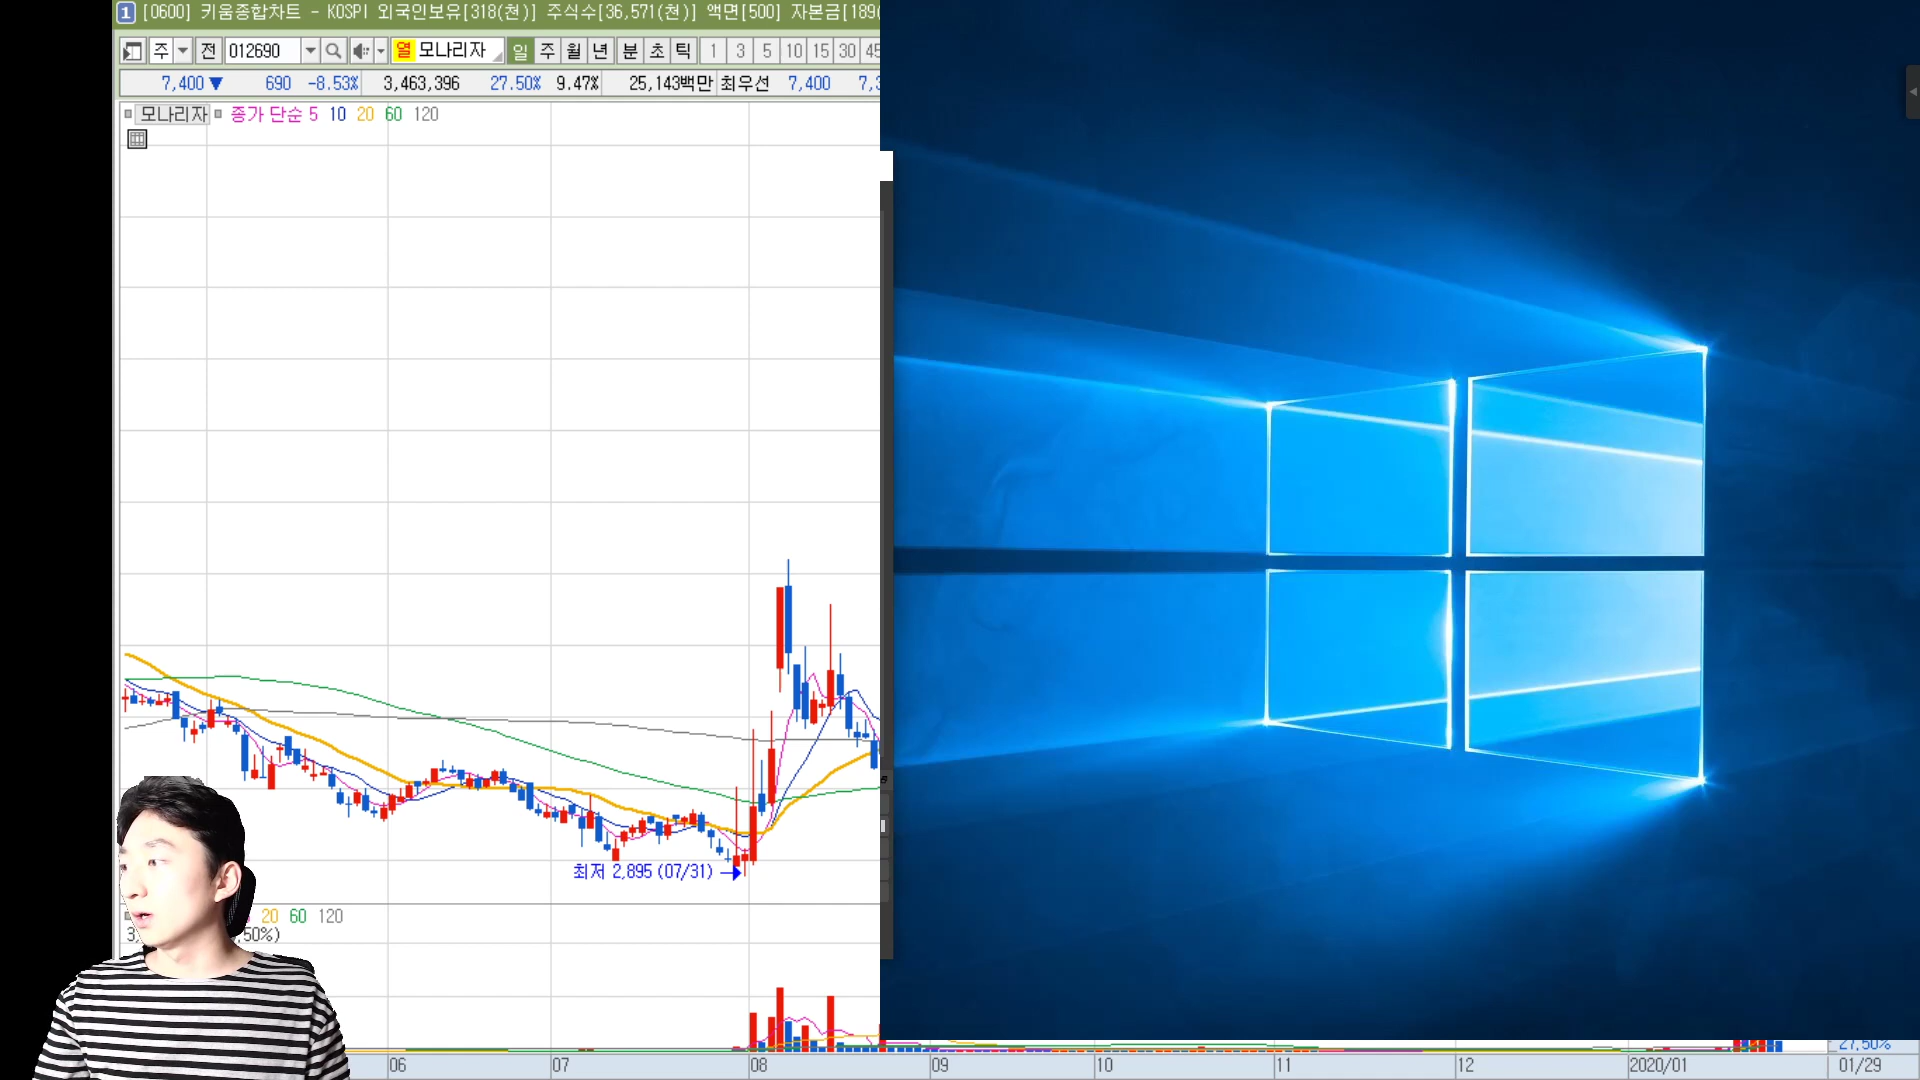 1 [0600] 키움종합차트 - KOSPI 외국인보유[318(천)] 주식수[36,571(천)] 액면[500] 자본금[189(
주 전 012690 열 모나리자 일 주 월 년 분 초 틱 1 3 5 10 15 30 45
7,400 ▼ 690 -8.53% 3,463,396 27.50% 9.47% 25,143백만 최우선 7,400 7,3
모나리자 종가 단순 5 10 20 60 120
최저 2,895 (07/31)
20 60 120
3, ,50%)
27,50%
06 07 08 09 10 11 12 2020/01 01/29